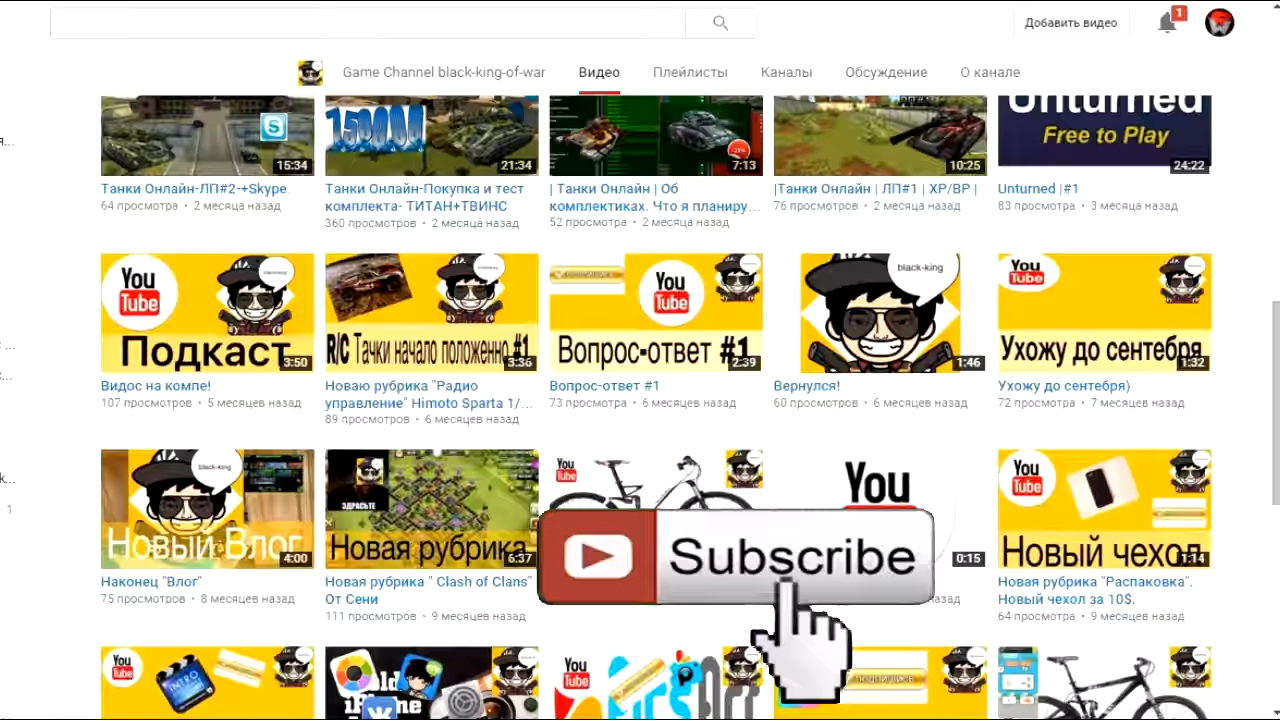 Добавить видео
1
Game Channel black-king-of-war
Видео
Плейлисты
Каналы
Обсуждение
О канале
150000
Unturned
Free to Play
15:34
21:34
7:13
10:25
24:22
Танки Онлайн-ЛП#2-+Skype.
Танки Онлайн-Покупка и тест
комплекта- ТИТАН+ТВИНС
| Танки Онлайн | Об
комплектиках. Что я планиру...
|Танки Онлайн | ЛП#1 | ХР/ВР |
Unturned |#1
64 просмотра • 2 месяца назад
360 просмотров • 2 месяца назад
52 просмотра • 2 месяца назад
76 просмотров • 2 месяца назад
83 просмотра • 3 месяца назад
You
Tube
Подкаст
3:50
R/C Тачки начало положенно #1
3:36
You
Tube
Вопрос-ответ #1
2:39
black-king
1:46
You
Tube
Ухожу до сентебря
1:32
Видос на компе!
107 просмотров • 5 месяцев назад
Новаю рубрика "Радио
управление" Himoto Sparta 1/...
89 просмотров • 6 месяцев назад
Вопрос-ответ #1
73 просмотра • 6 месяцев назад
Вернулся!
60 просмотров • 6 месяцев назад
Ухожу до сентебря)
72 просмотра • 7 месяцев назад
black-king
Новый Влог
4:00
ЗДРАСЬТЕ
Новая рубрика
6:37
You
Tube
You
0:15
You
Tube
Новый чехол
1:14
Subscribe
Наконец "Влог"
75 просмотров • 8 месяцев назад
Новая рубрика " Clash of Clans"
От Сени
111 просмотров • 9 месяцев назад
назад
Новая рубрика "Распаковка".
Новый чехол за 10$.
64 просмотра • 9 месяцев назад
1
You
Tube
You
Tube